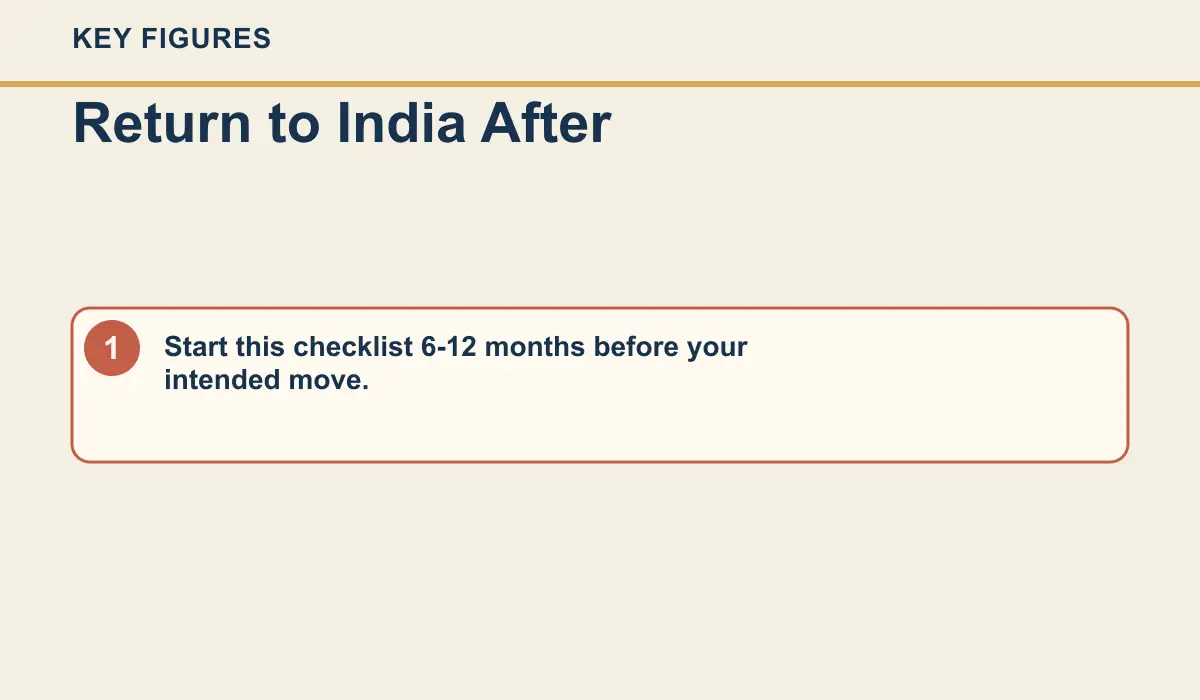 KEY FIGURES
Return to India After
1
Start this checklist 6-12 months before your
intended move.